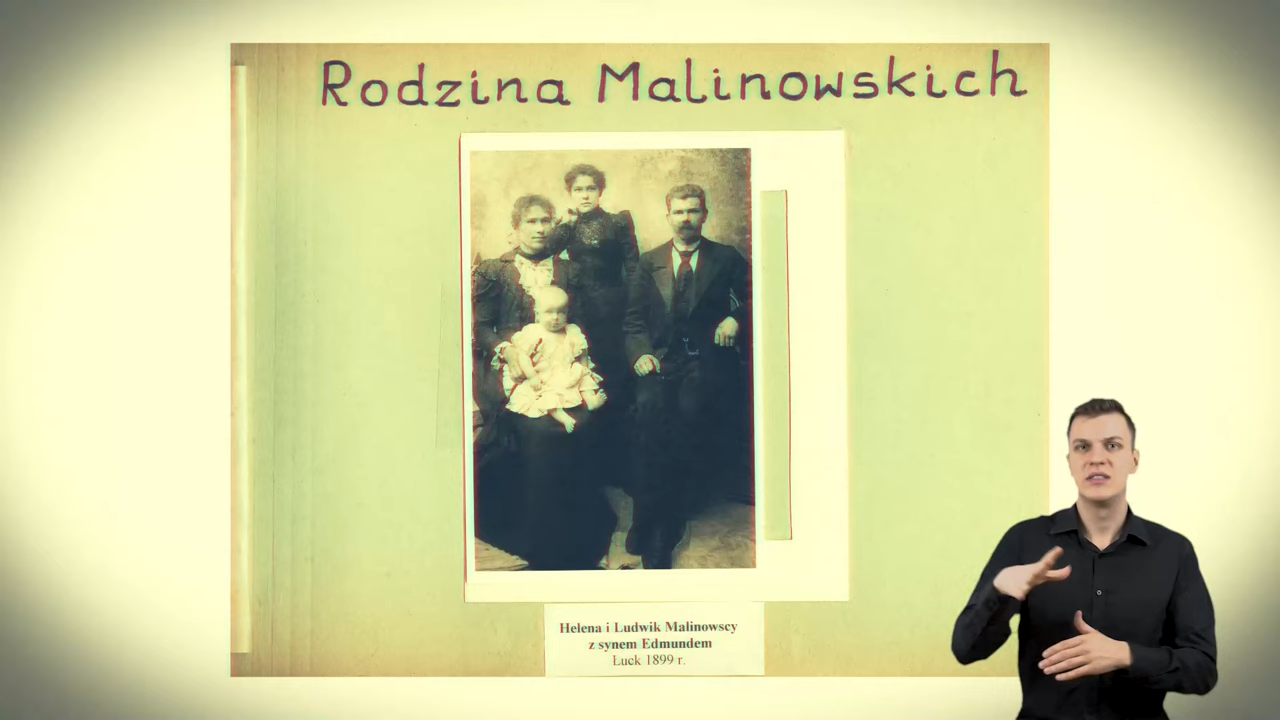 Rodzina Malinowskich
Helena i Ludwik Malinowscy
z synem Edmundem
Łuck 1899 r.